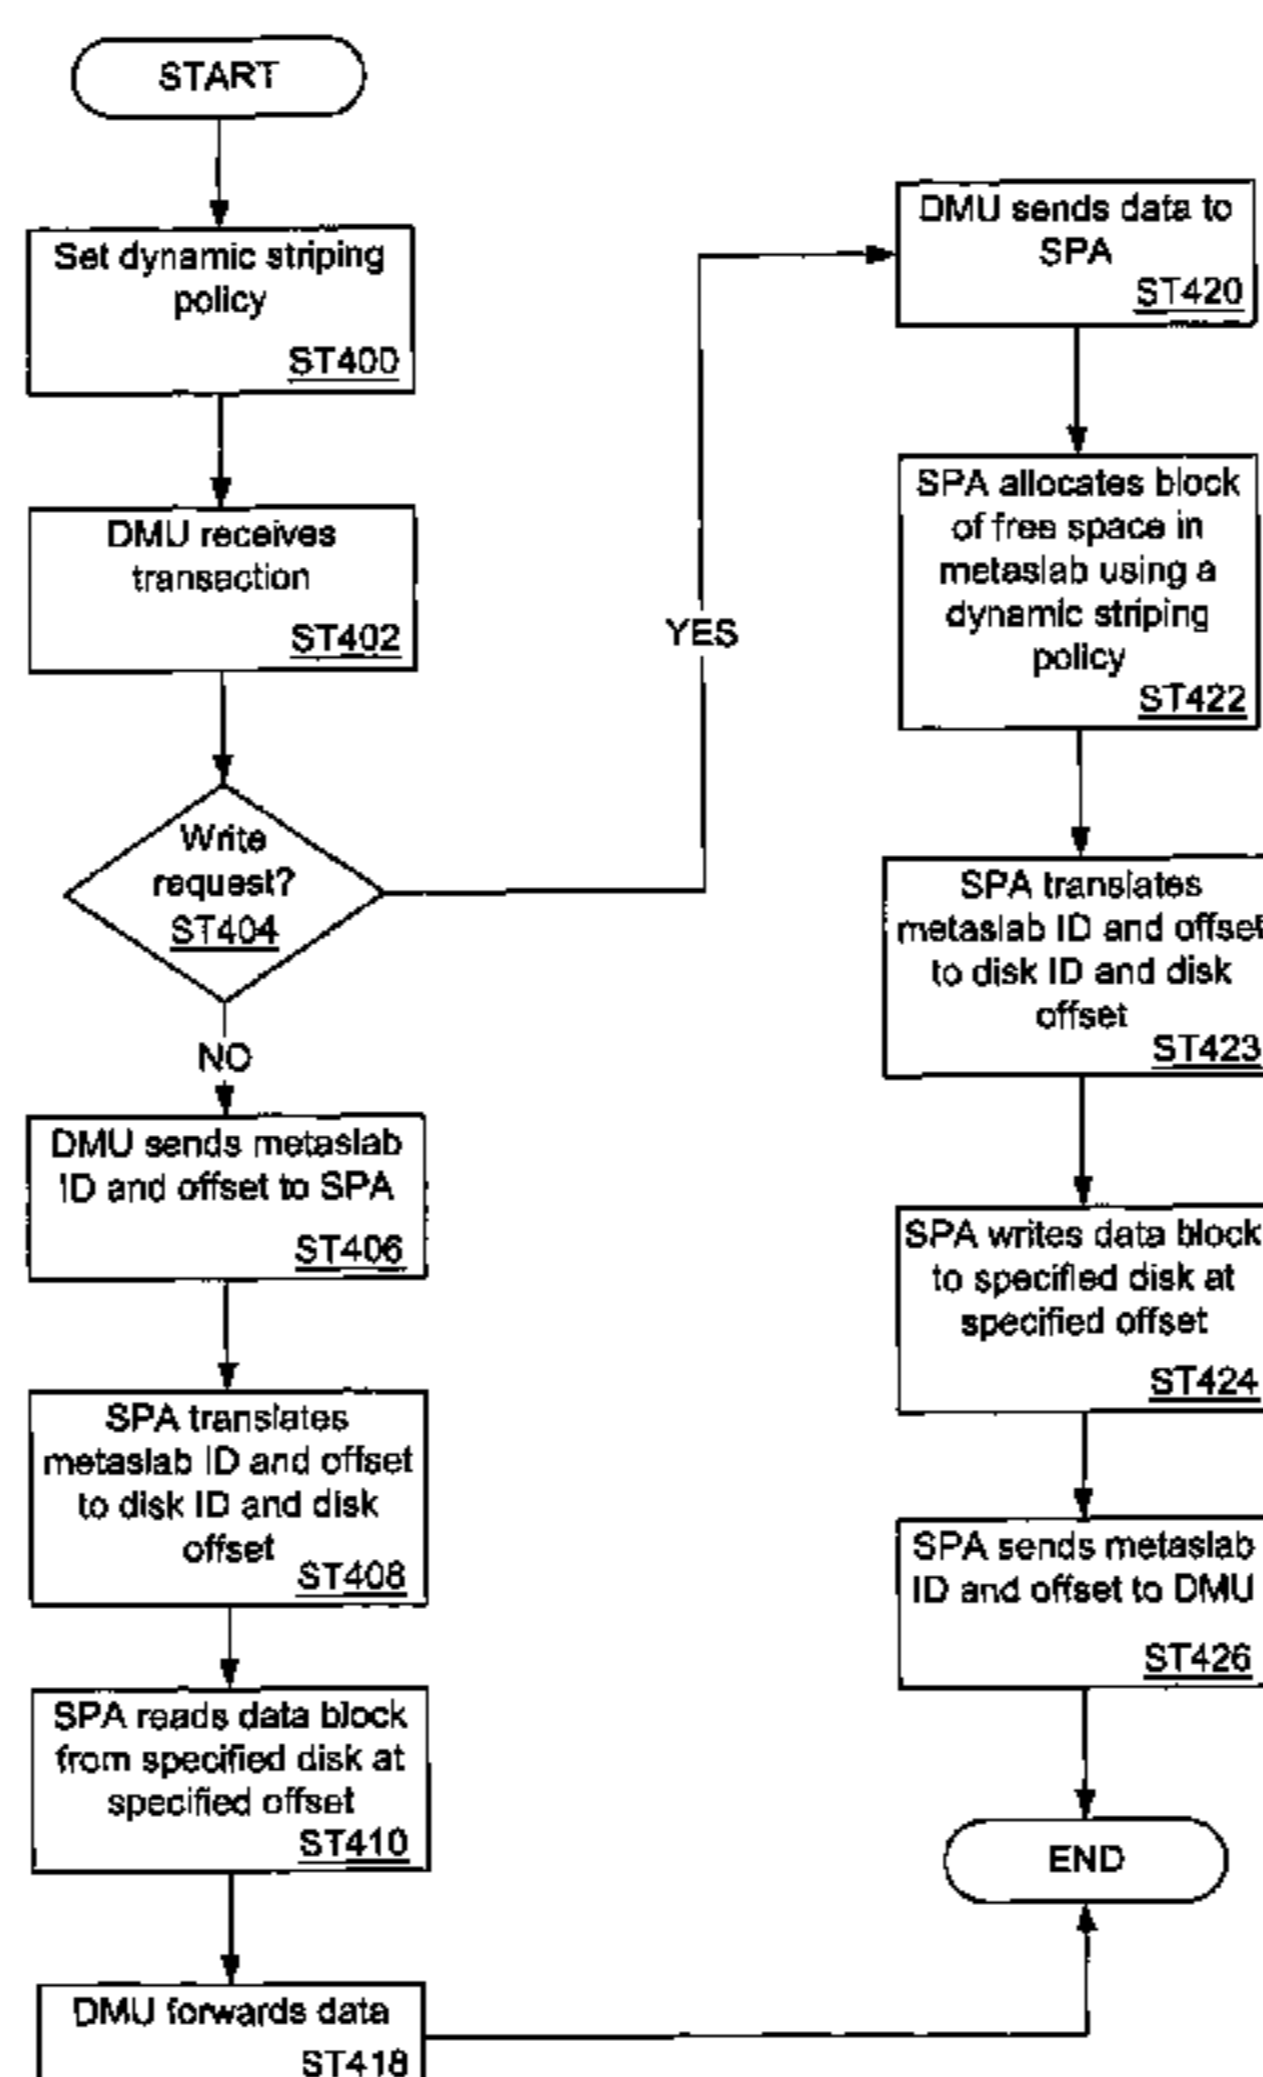 START
Set dynamic striping
policy
ST400
DMU receives
transaction
ST402
Write
request?
ST404
YES
NO
DMU sends metaslab
ID and offset to SPA
ST406
SPA translates
metaslab ID and offset
to disk ID and disk
offset
ST408
SPA reads data block
from specified disk at
specified offset
ST410
DMU forwards data
ST418
DMU sends data to
SPA
ST420
SPA allocates block
of free space in
metaslab using a
dynamic striping
policy
ST422
SPA translates
metaslab ID and offset
to disk ID and disk
offset
ST423
SPA writes data block
to specified disk at
specified offset
ST424
SPA sends metaslab
ID and offset to DMU
ST426
END